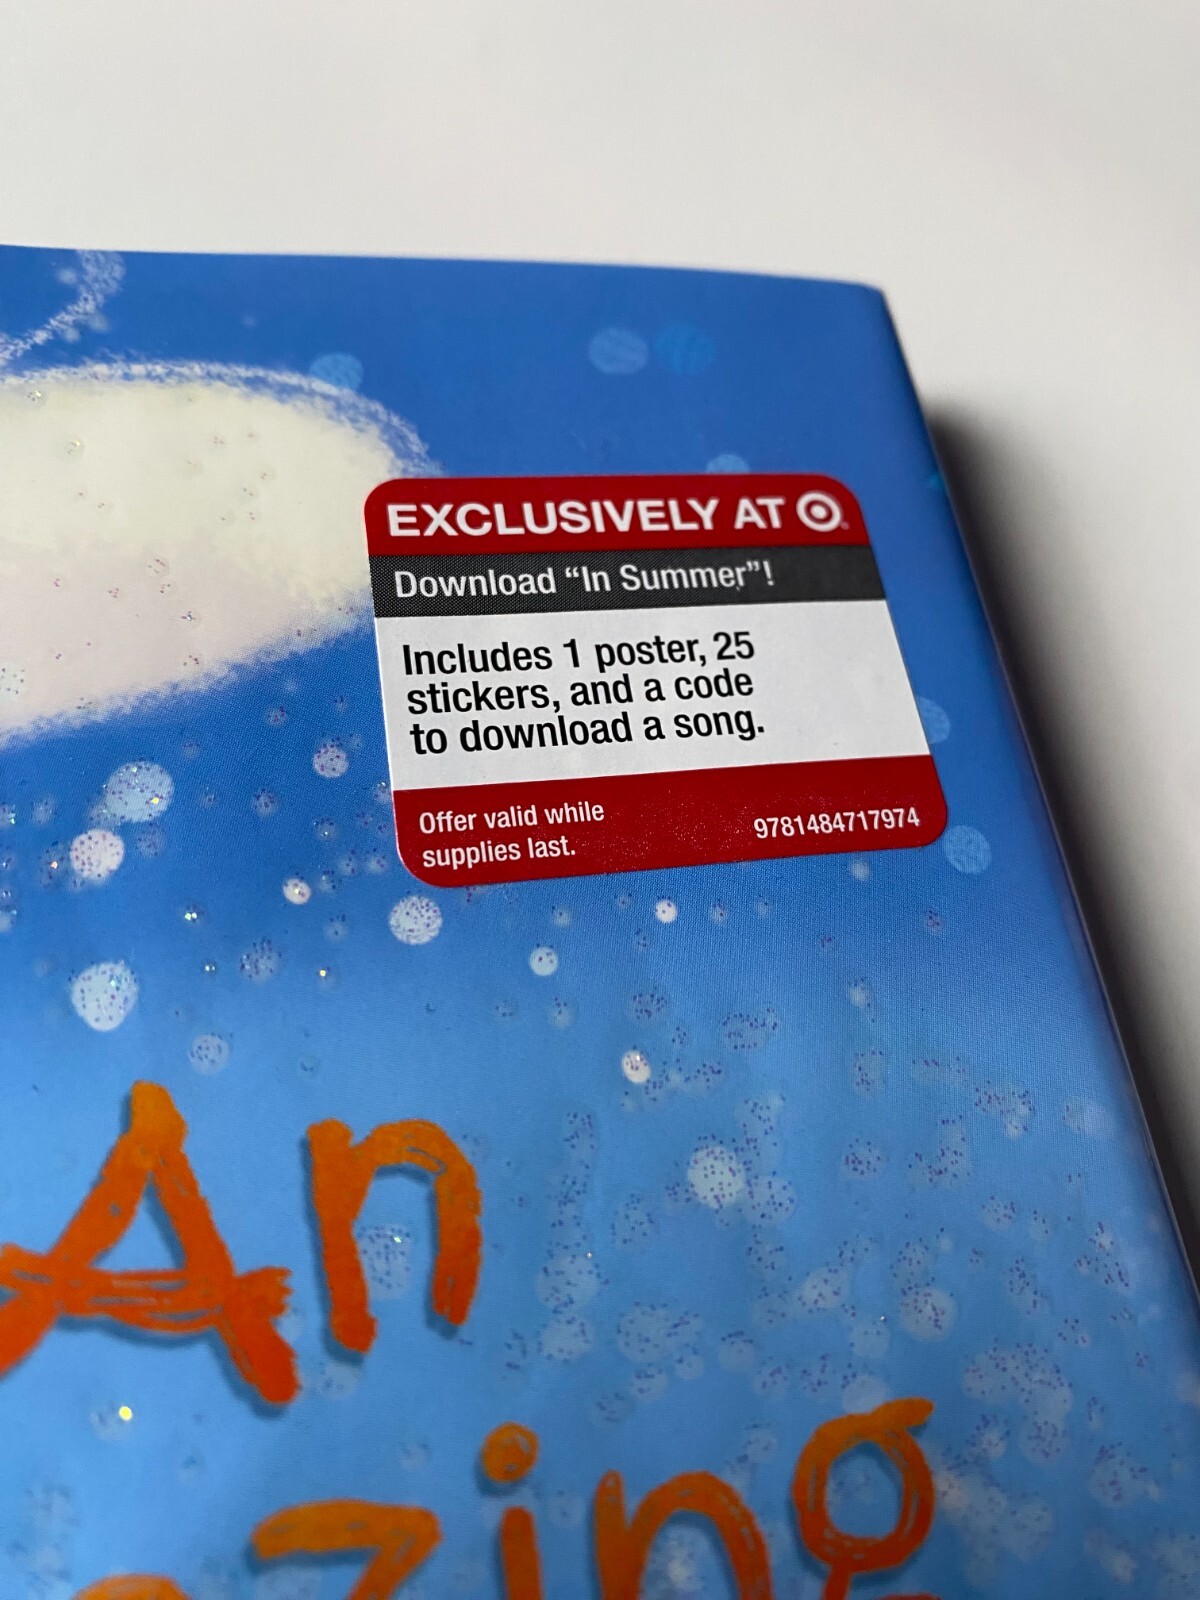 EXCLUSIVELY AT
Download “In Summer”!
Includes 1 poster, 25
stickers, and a code
to download a song.
Offer valid while
supplies last.
9781484717974
An
zing